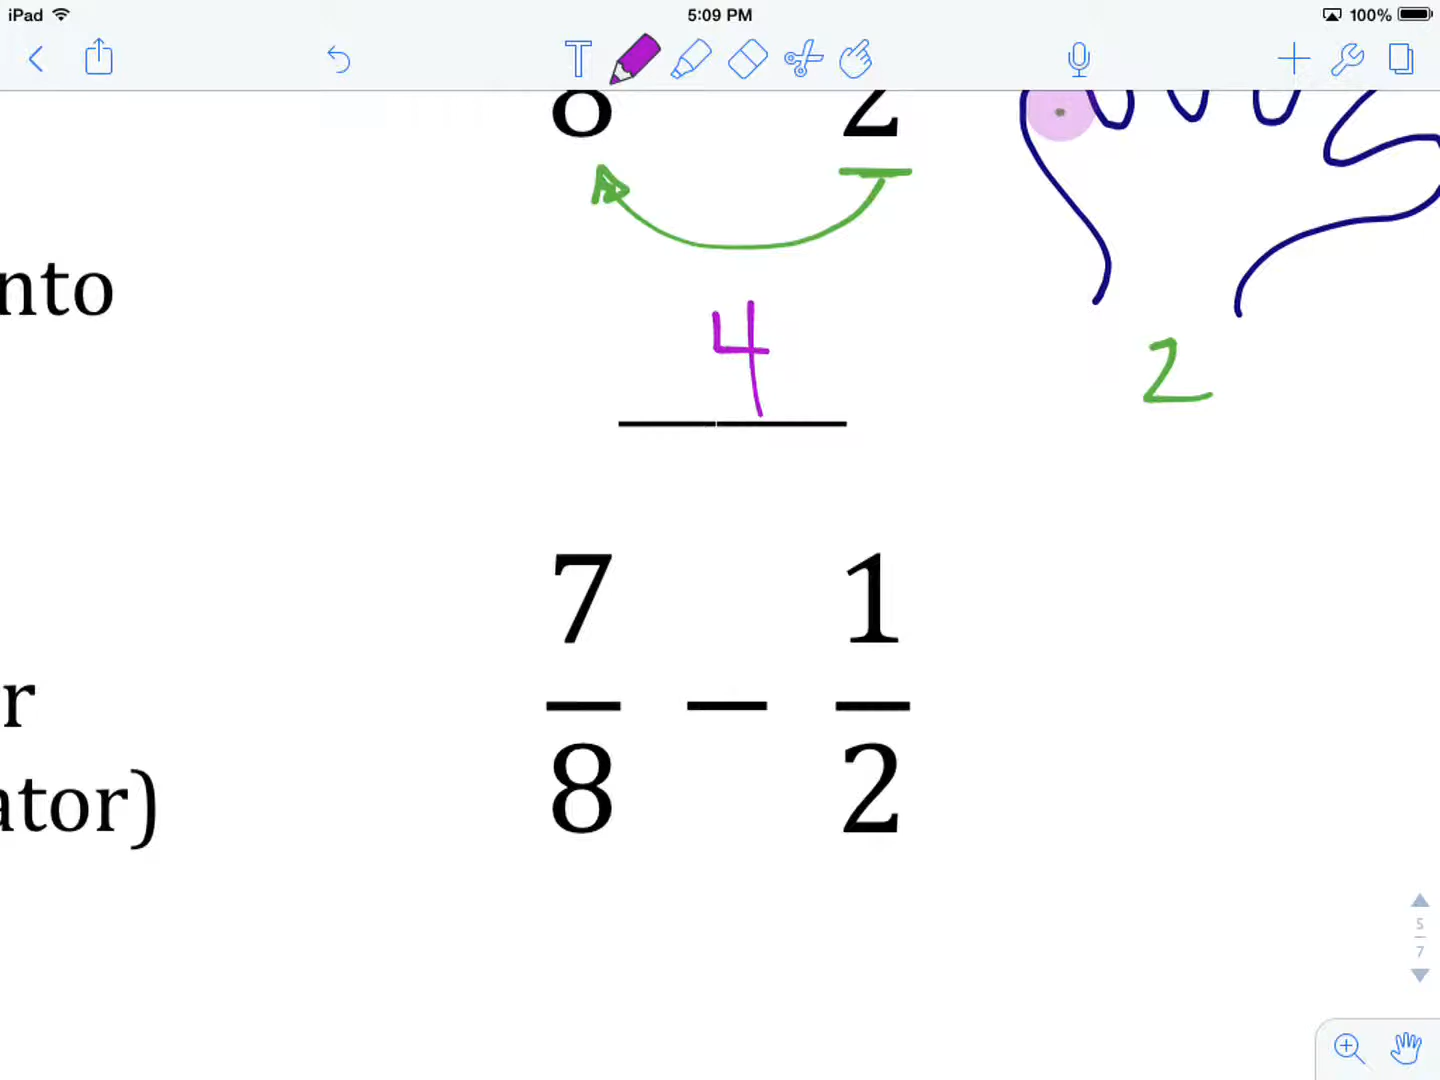 iPad 5:09 PM 100%
T
8 2
nto
4
2
7 1
— − —
8 2
r
ator)
5
7